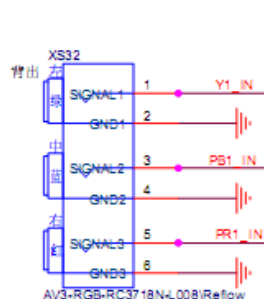 XS32
背出 左
绿
SIGNAL1 1 Y1_IN
GND1 2
中
蓝
SIGNAL2 3 PB1_IN
GND2 4
右
红
SIGNAL3 5 PR1_IN
GND3 6
AV3-RGB-RC3718N-L008\Reflow